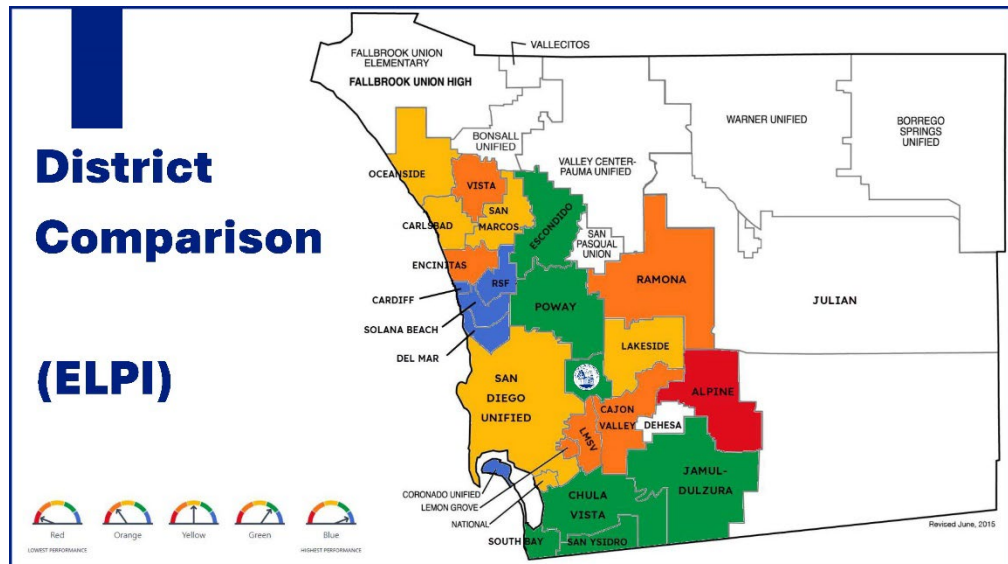 District
Comparison
(ELPI)
FALLBROOK UNION
ELEMENTARY
FALLBROOK UNION HIGH
VALLECITOS
BONSALL
UNIFIED
WARNER UNIFIED
BORREGO
SPRINGS
UNIFIED
VALLEY CENTER-
PAUMA UNIFIED
OCEANSIDE
VISTA
SAN
MARCOS
CARLSBAD
ESCONDIDO
SAN
PASQUAL
UNION
ENCINITAS
RSF
RAMONA
CARDIFF
POWAY
JULIAN
SOLANA BEACH
DEL MAR
LAKESIDE
SAN
DIEGO
UNIFIED
ALPINE
CAJON
VALLEY
DEHESA
LMSV
JAMUL-
DULZURA
CORONADO UNIFIED
LEMON GROVE
NATIONAL
CHULA
VISTA
SOUTH BAY
SAN YSIDRO
Red
Orange
Yellow
Green
Blue
LOWEST PERFORMANCE
HIGHEST PERFORMANCE
Revised June, 2015